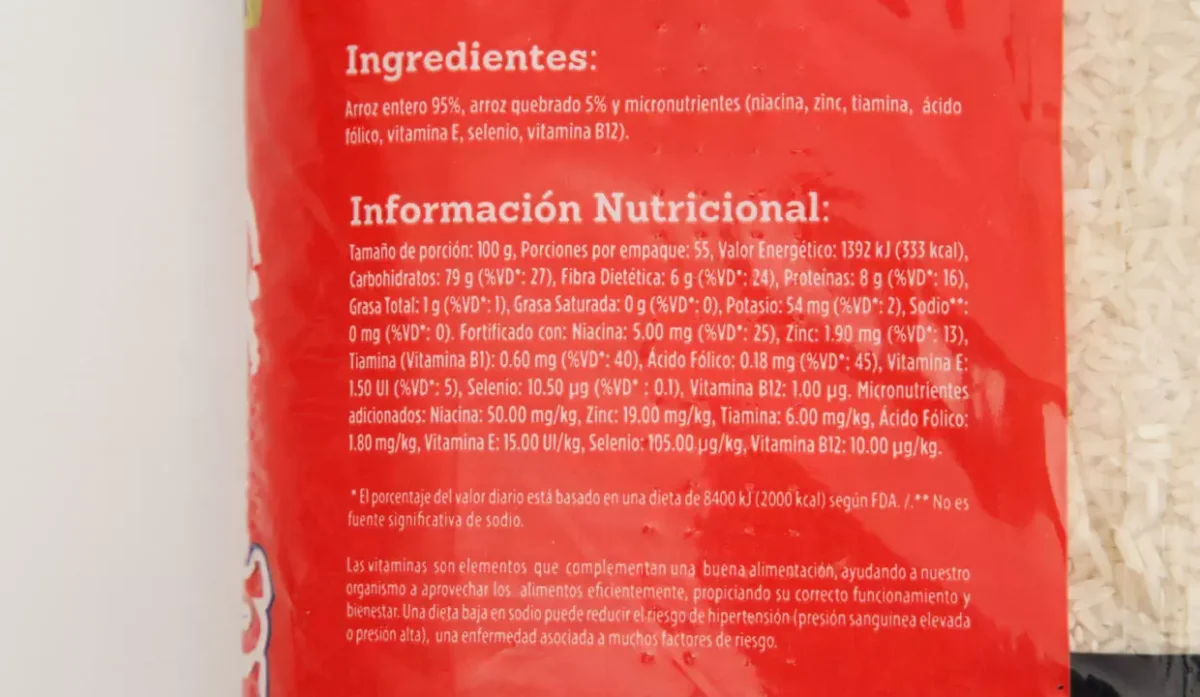 Ingredientes:
Arroz entero 95%, arroz quebrado 5% y micronutrientes (niacina, zinc, tiamina, ácido
fólico, vitamina E, selenio, vitamina B12).
Información Nutricional:
Tamaño de porción: 100 g, Porciones por empaque: 55, Valor Energético: 1392 kJ (333 kcal),
Carbohidratos: 79 g (%VD*: 27), Fibra Dietética: 6 g (%VD*: 24), Proteínas: 8 g (%VD*: 16),
Grasa Total: 1 g (%VD*: 1), Grasa Saturada: 0 g (%VD*: 0), Potasio: 54 mg (%VD*: 2), Sodio**:
0 mg (%VD*: 0). Fortificado con: Niacina: 5.00 mg (%VD*: 25), Zinc: 1.90 mg (%VD*: 13),
Tiamina (Vitamina B1): 0.60 mg (%VD*: 40), Ácido Fólico: 0.18 mg (%VD*: 45), Vitamina E:
1.50 UI (%VD*: 5), Selenio: 10.50 µg (%VD* : 0.1), Vitamina B12: 1.00 µg. Micronutrientes
adicionados: Niacina: 50.00 mg/kg, Zinc: 19.00 mg/kg, Tiamina: 6.00 mg/kg, Ácido Fólico:
1.80 mg/kg, Vitamina E: 15.00 UI/kg, Selenio: 105.00 µg/kg, Vitamina B12: 10.00 µg/kg.
* El porcentaje del valor diario está basado en una dieta de 8400 kJ (2000 kcal) según FDA. /.** No es
fuente significativa de sodio.
Las vitaminas son elementos que complementan una buena alimentación, ayudando a nuestro
organismo a aprovechar los alimentos eficientemente, propiciando su correcto funcionamiento y
bienestar. Una dieta baja en sodio puede reducir el riesgo de hipertensión (presión sanguinea elevada
o presión alta), una enfermedad asociada a muchos factores de riesgo.